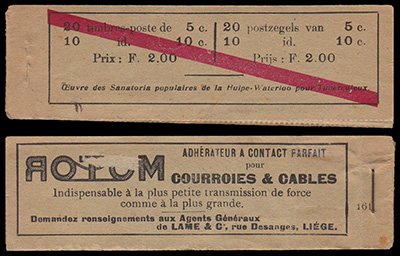 20 timbres-poste de 5 c. 20 postzegels van 5 c.
10 id. 10 c. 10 id. 10 c.
Prix : F. 2.00 Prijs : F. 2.00
Œuvre des Sanatoria populaires de la Hulpe-Waterloo pour Tuberculeux.
ADHÉRATEUR A CONTACT PARFAIT
pour
COURROIES & CABLES
Indispensable à la plus petite transmission de force
comme à la plus grande.
161
Demandez renseignements aux Agents Généraux
de LAME & Cº, rue Desanges, LIÉGE.